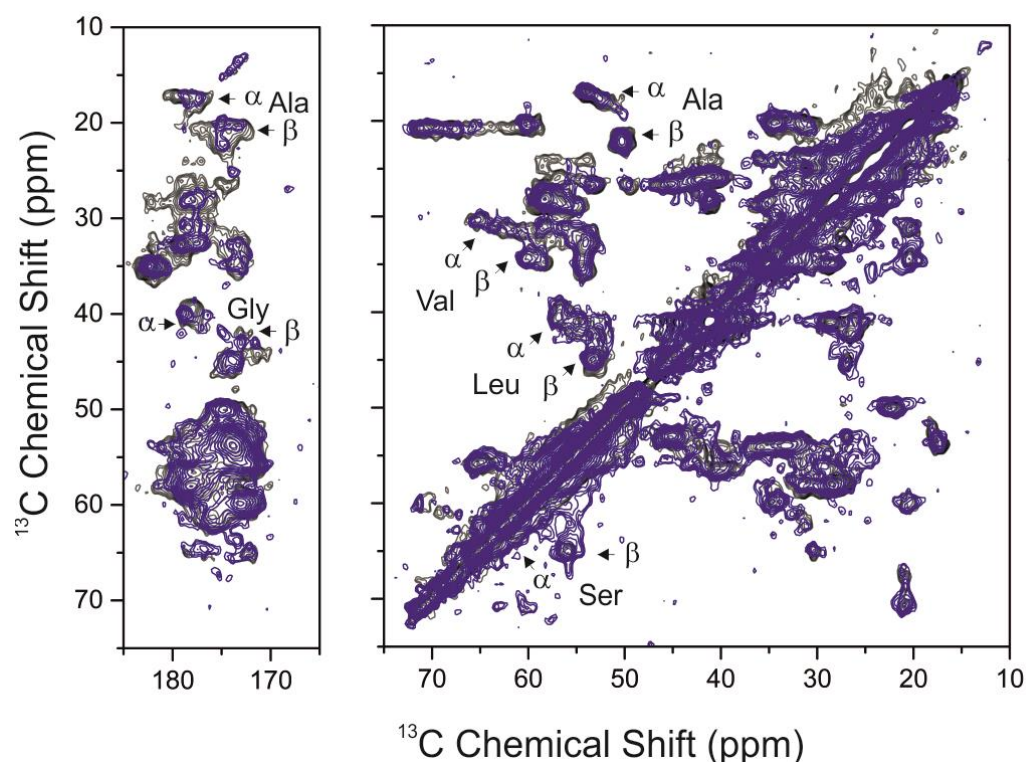 10
20
30
40
50
60
70
¹³C Chemical Shift (ppm)
180
170
70
60
50
40
30
20
10
¹³C Chemical Shift (ppm)
α
Ala
β
Gly
α
β
α
Ala
β
α
β
Val
α
β
Leu
β
α
Ser